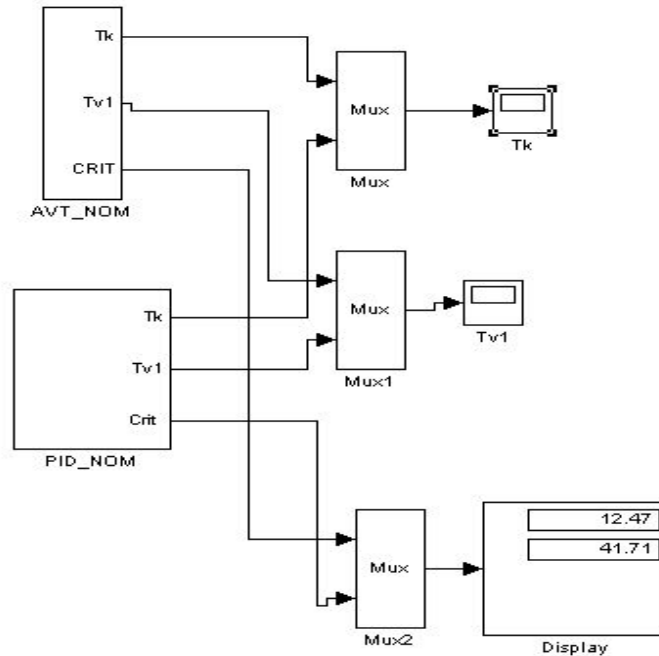 Tk
Tv1
CRIT
AVT_NOM
Mux
Mux
Tk
Tk
Tv1
Crit
PID_NOM
Mux
Mux1
Tv1
Mux
Mux2
12.47
41.71
Display